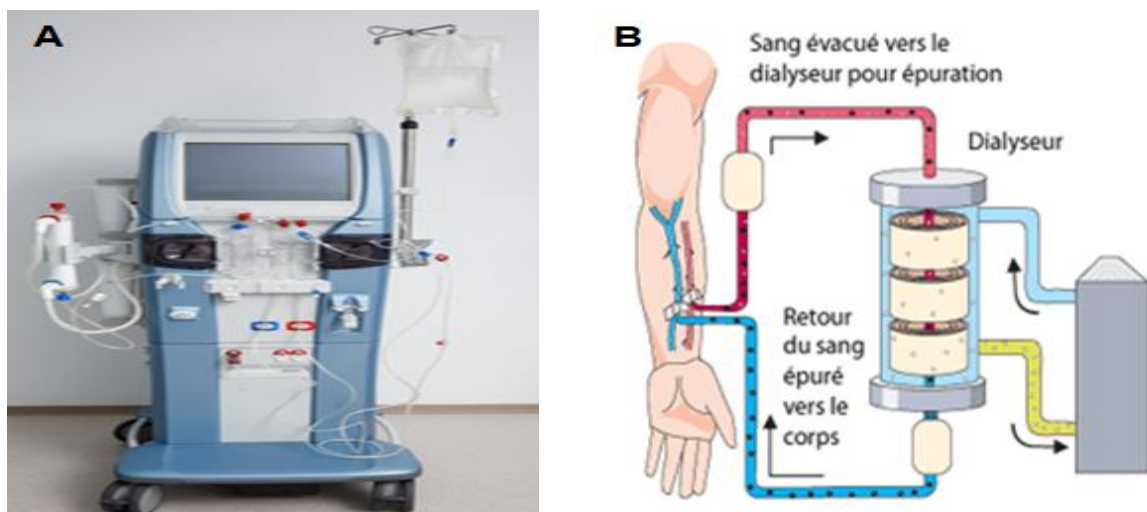 A
B
Sang évacué vers le
dialyseur pour épuration
Dialyseur
Retour
du sang
épuré
vers le
corps